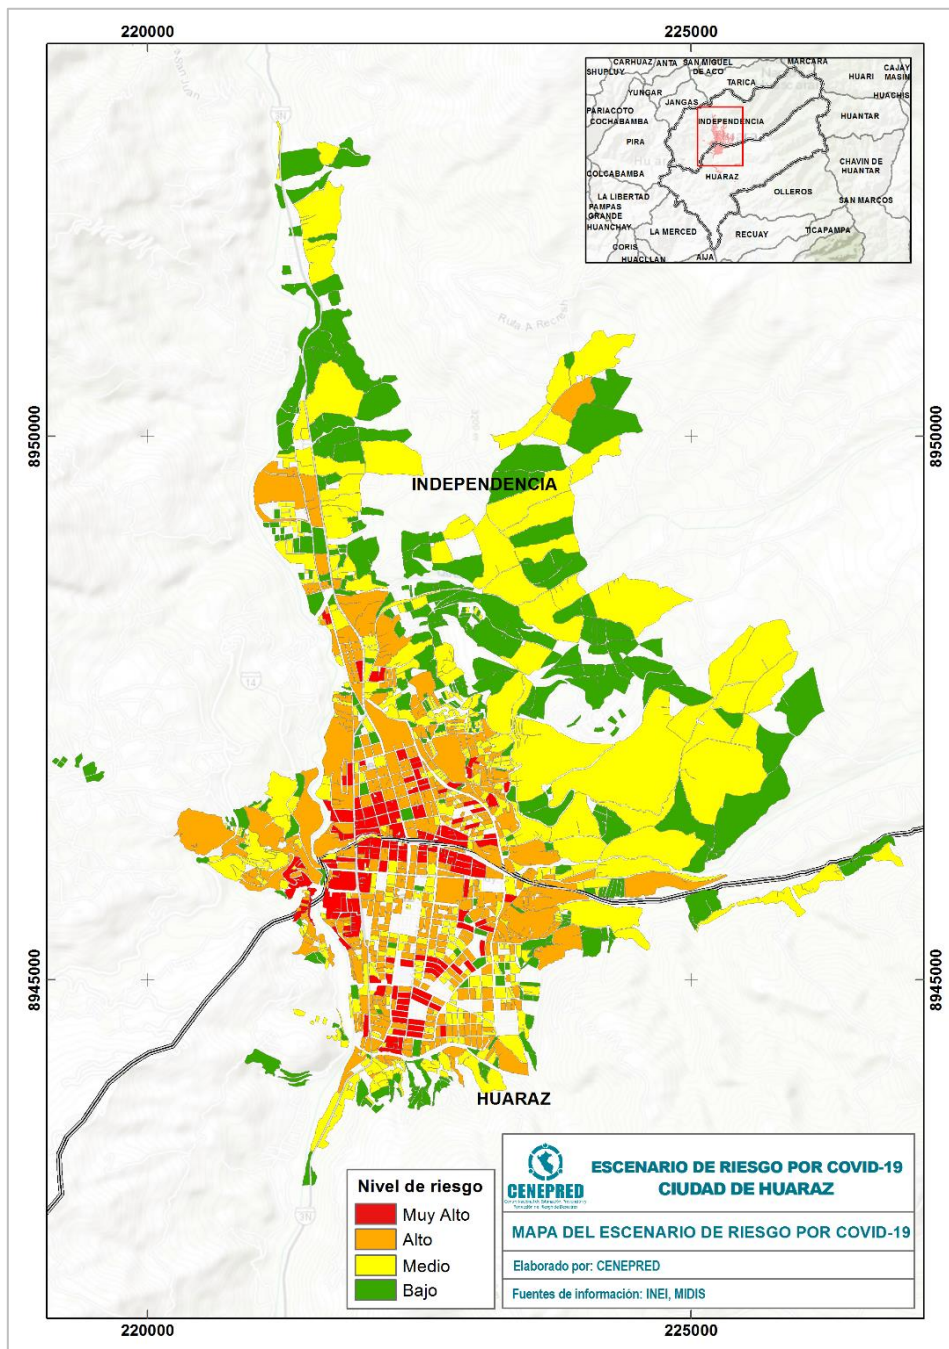 220000
225000
CARHUAZ
ANTA
SAN MIGUEL
DE ACO
MARCARA
SHUPLUY
TARICA
CAJAY
MASIN
HUARI
YUNGAR
HUACHIS
JANGAS
PARIACOTO
COCHABAMBA
INDEPENDENCIA
HUANTAR
PIRA
CHAVIN DE
HUANTAR
COLCABAMBA
HUARAZ
OLLEROS
LA LIBERTAD
SAN MARCOS
PAMPAS
GRANDE
HUANCHAY
LA MERCED
RECUAY
TICAPAMPA
CORIS
HUACLLAN
AIJA
3N
Ruta A Recreash
8950000
8950000
INDEPENDENCIA
14
8945000
8945000
HUARAZ
3N
Nivel de riesgo
Muy Alto
Alto
Medio
Bajo
CENEPRED
ESCENARIO DE RIESGO POR COVID-19
CIUDAD DE HUARAZ
MAPA DEL ESCENARIO DE RIESGO POR COVID-19
Elaborado por: CENEPRED
Fuentes de información: INEI, MIDIS
220000
225000